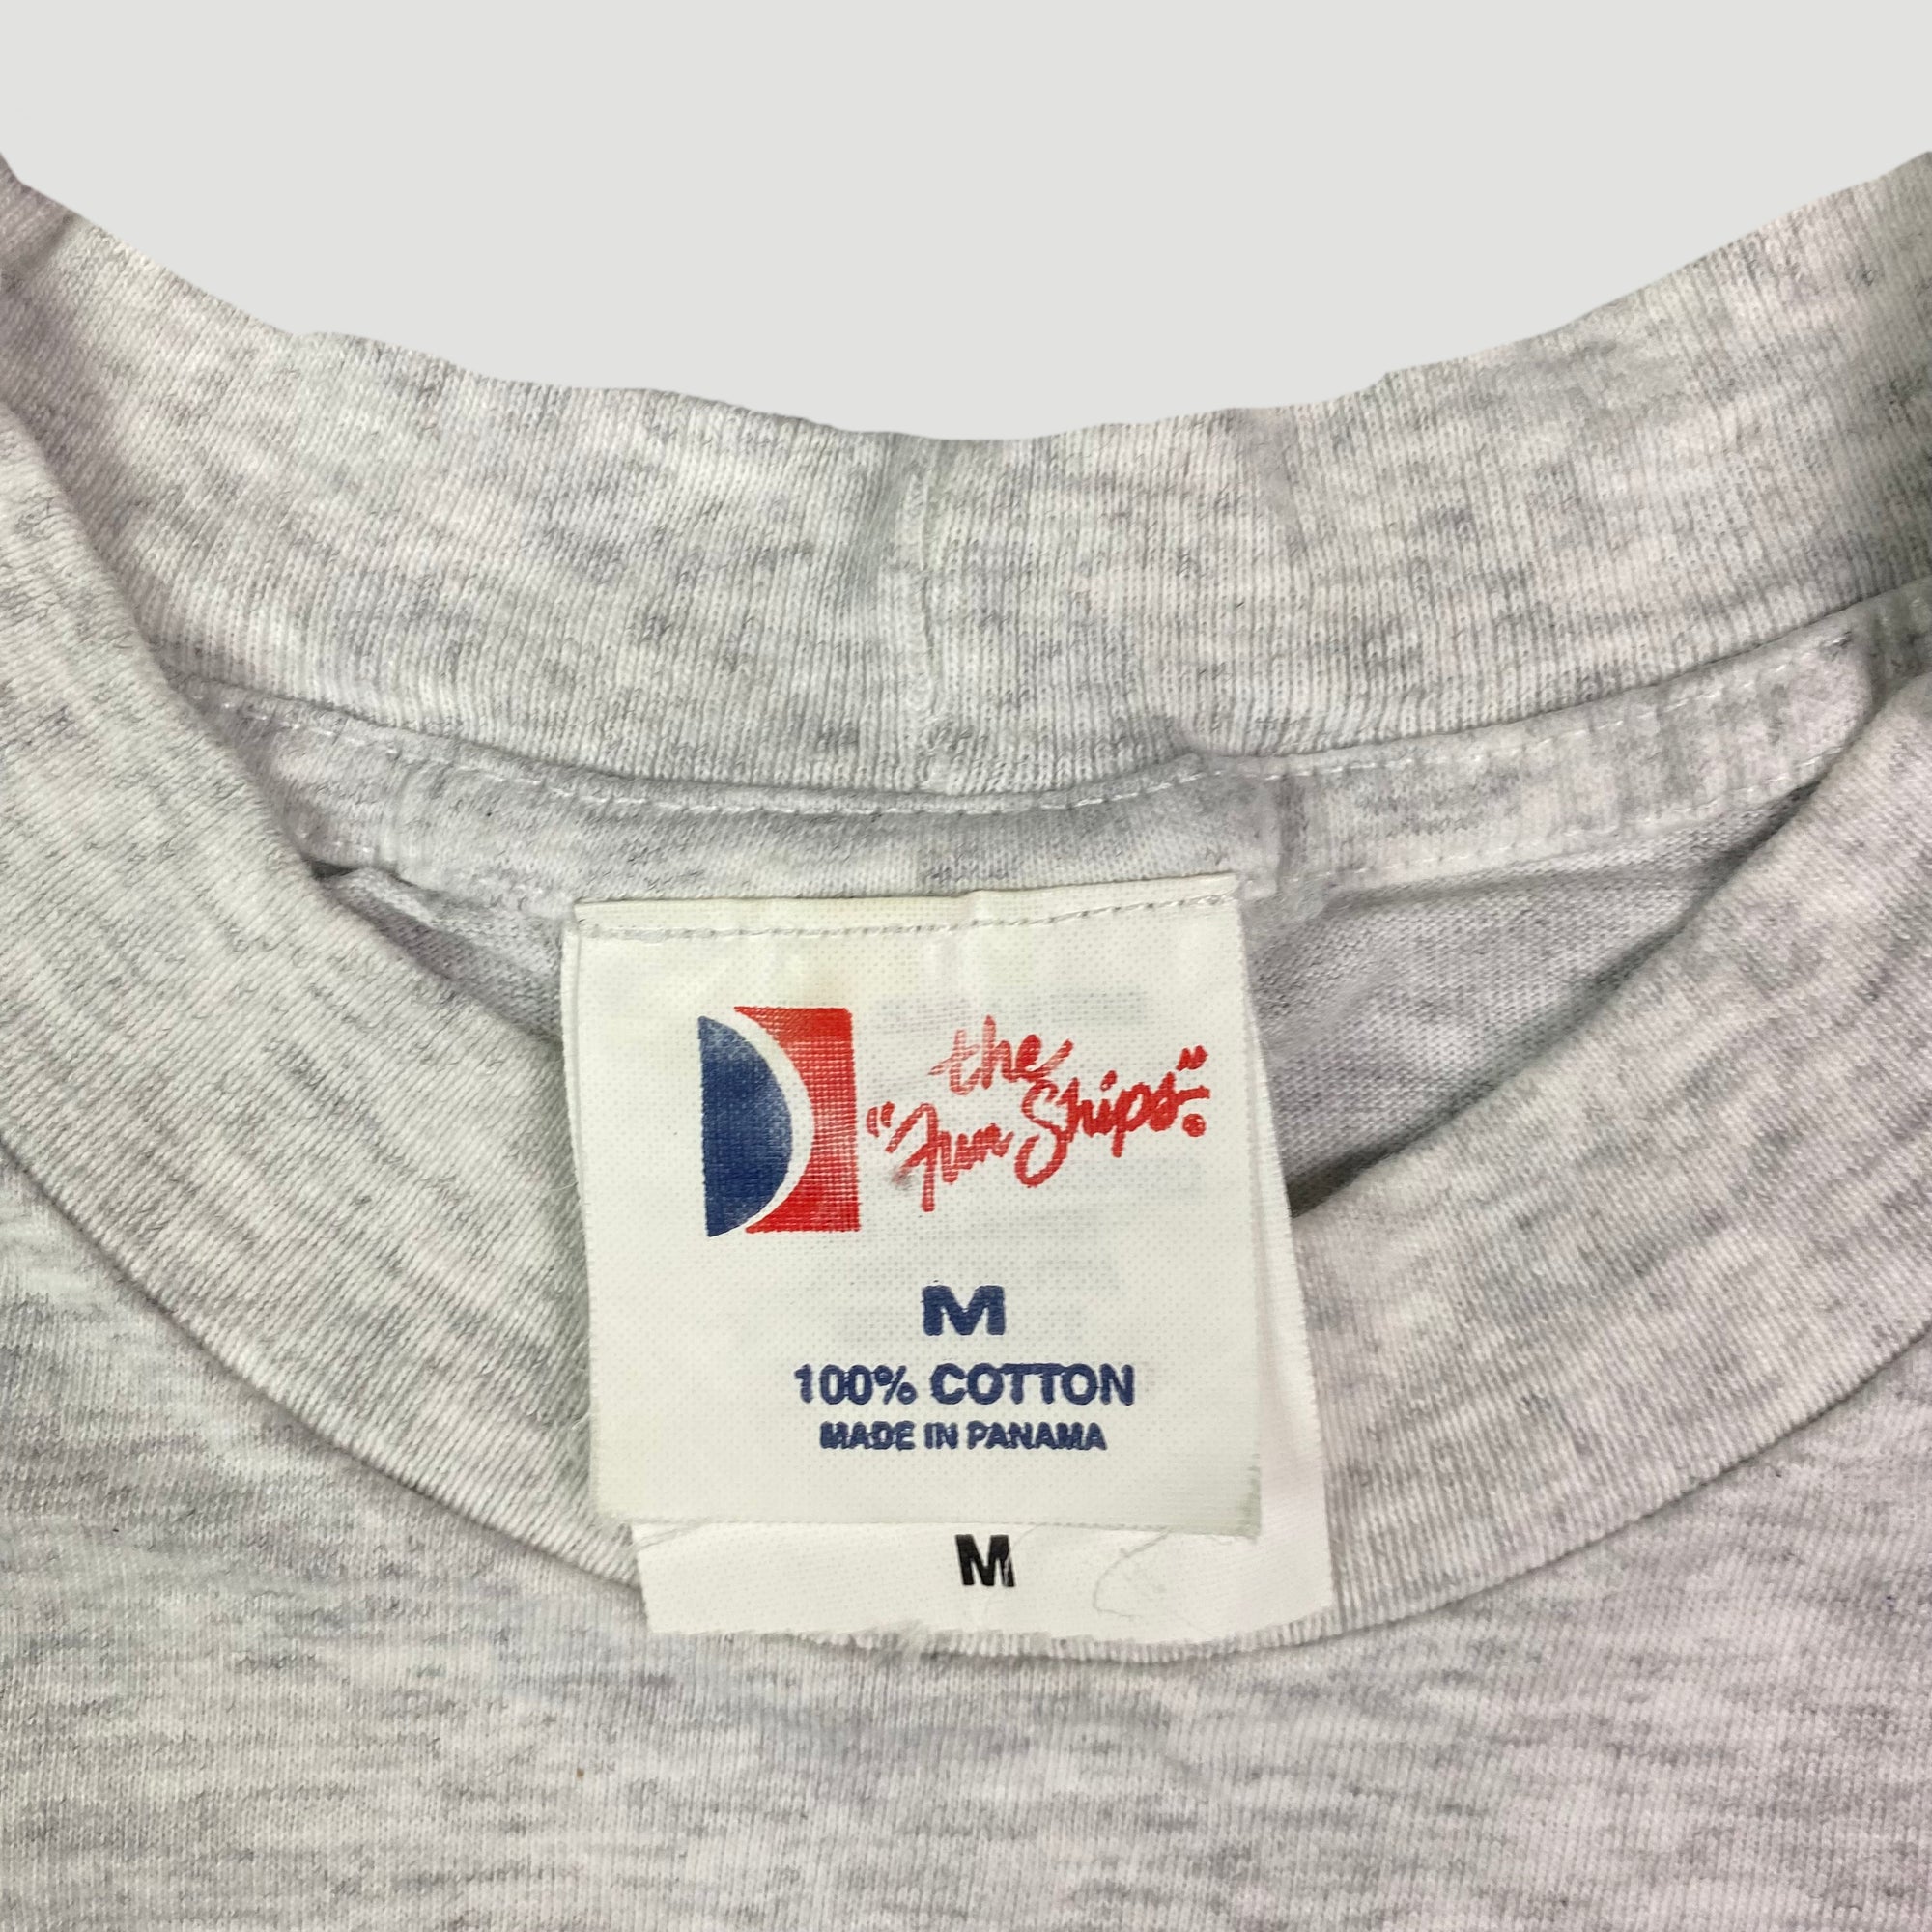 the
"Fun Ships"®
M
100% COTTON
MADE IN PANAMA
M